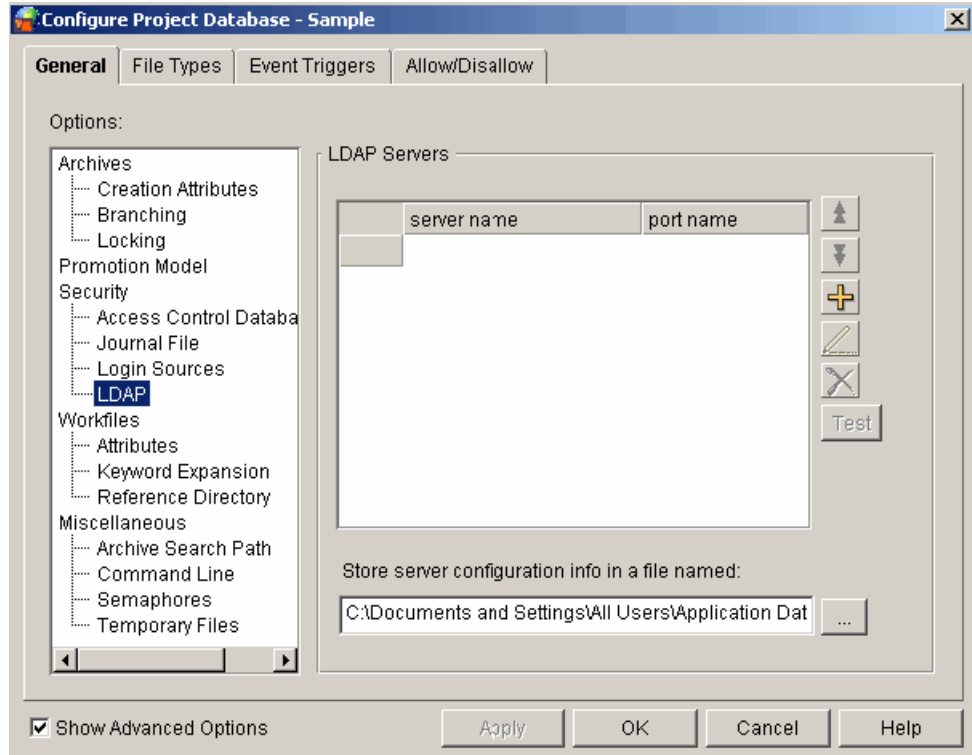 Configure Project Database - Sample
General File Types Event Triggers Allow/Disallow
Options:
Archives
Creation Attributes
Branching
Locking
Promotion Model
Security
Access Control Databa
Journal File
Login Sources
LDAP
Workfiles
Attributes
Keyword Expansion
Reference Directory
Miscellaneous
Archive Search Path
Command Line
Semaphores
Temporary Files
LDAP Servers
server name port name
Test
Store server configuration info in a file named:
C:\Documents and Settings\All Users\Application Dat ...
Show Advanced Options Apply OK Cancel Help